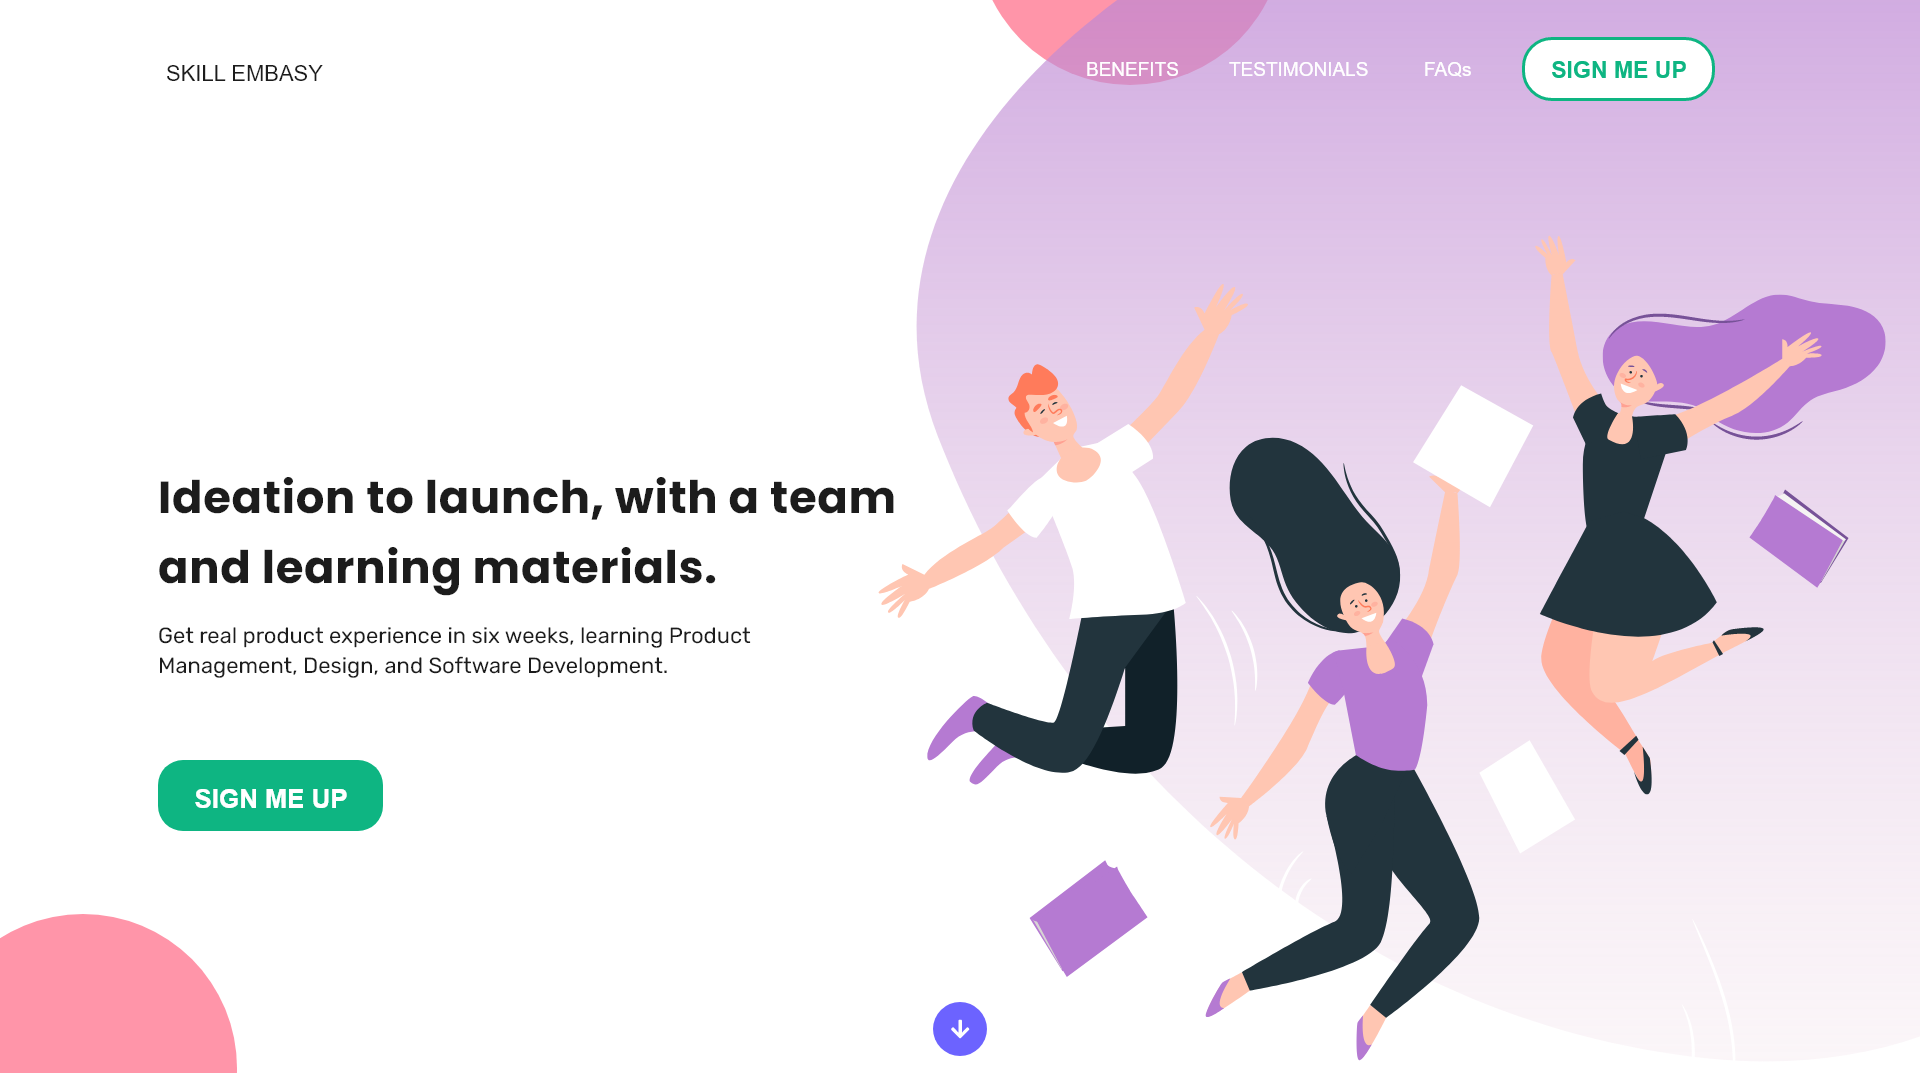 SKILL EMBASY
BENEFITS
TESTIMONIALS
FAQs
SIGN ME UP
Ideation to launch, with a team
and learning materials.
Get real product experience in six weeks, learning Product
Management, Design, and Software Development.
SIGN ME UP